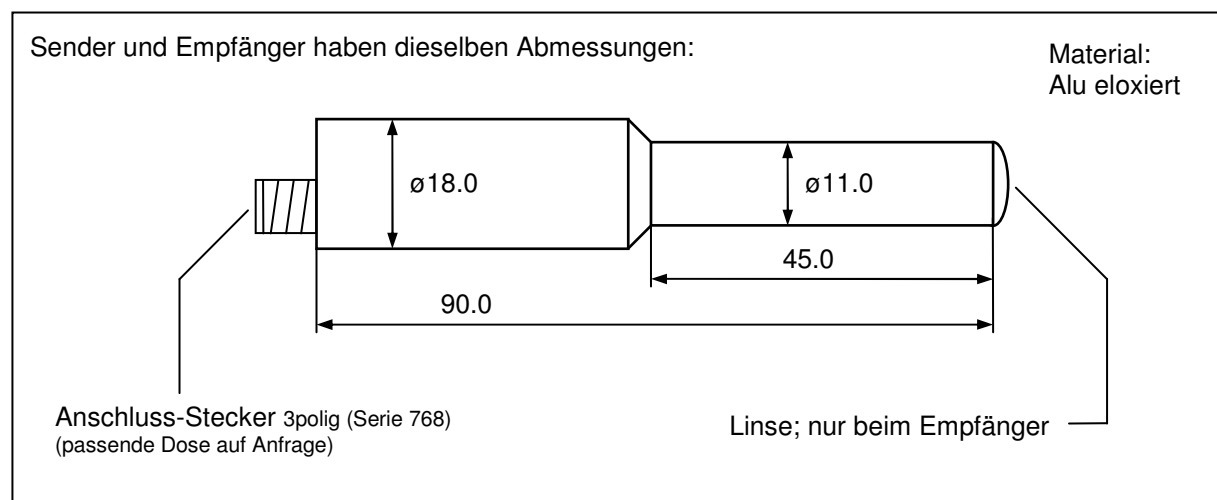 Sender und Empfänger haben dieselben Abmessungen:
Material:
Alu eloxiert
ø18.0
ø11.0
45.0
90.0
Anschluss-Stecker 3polig (Serie 768)
(passende Dose auf Anfrage)
Linse; nur beim Empfänger